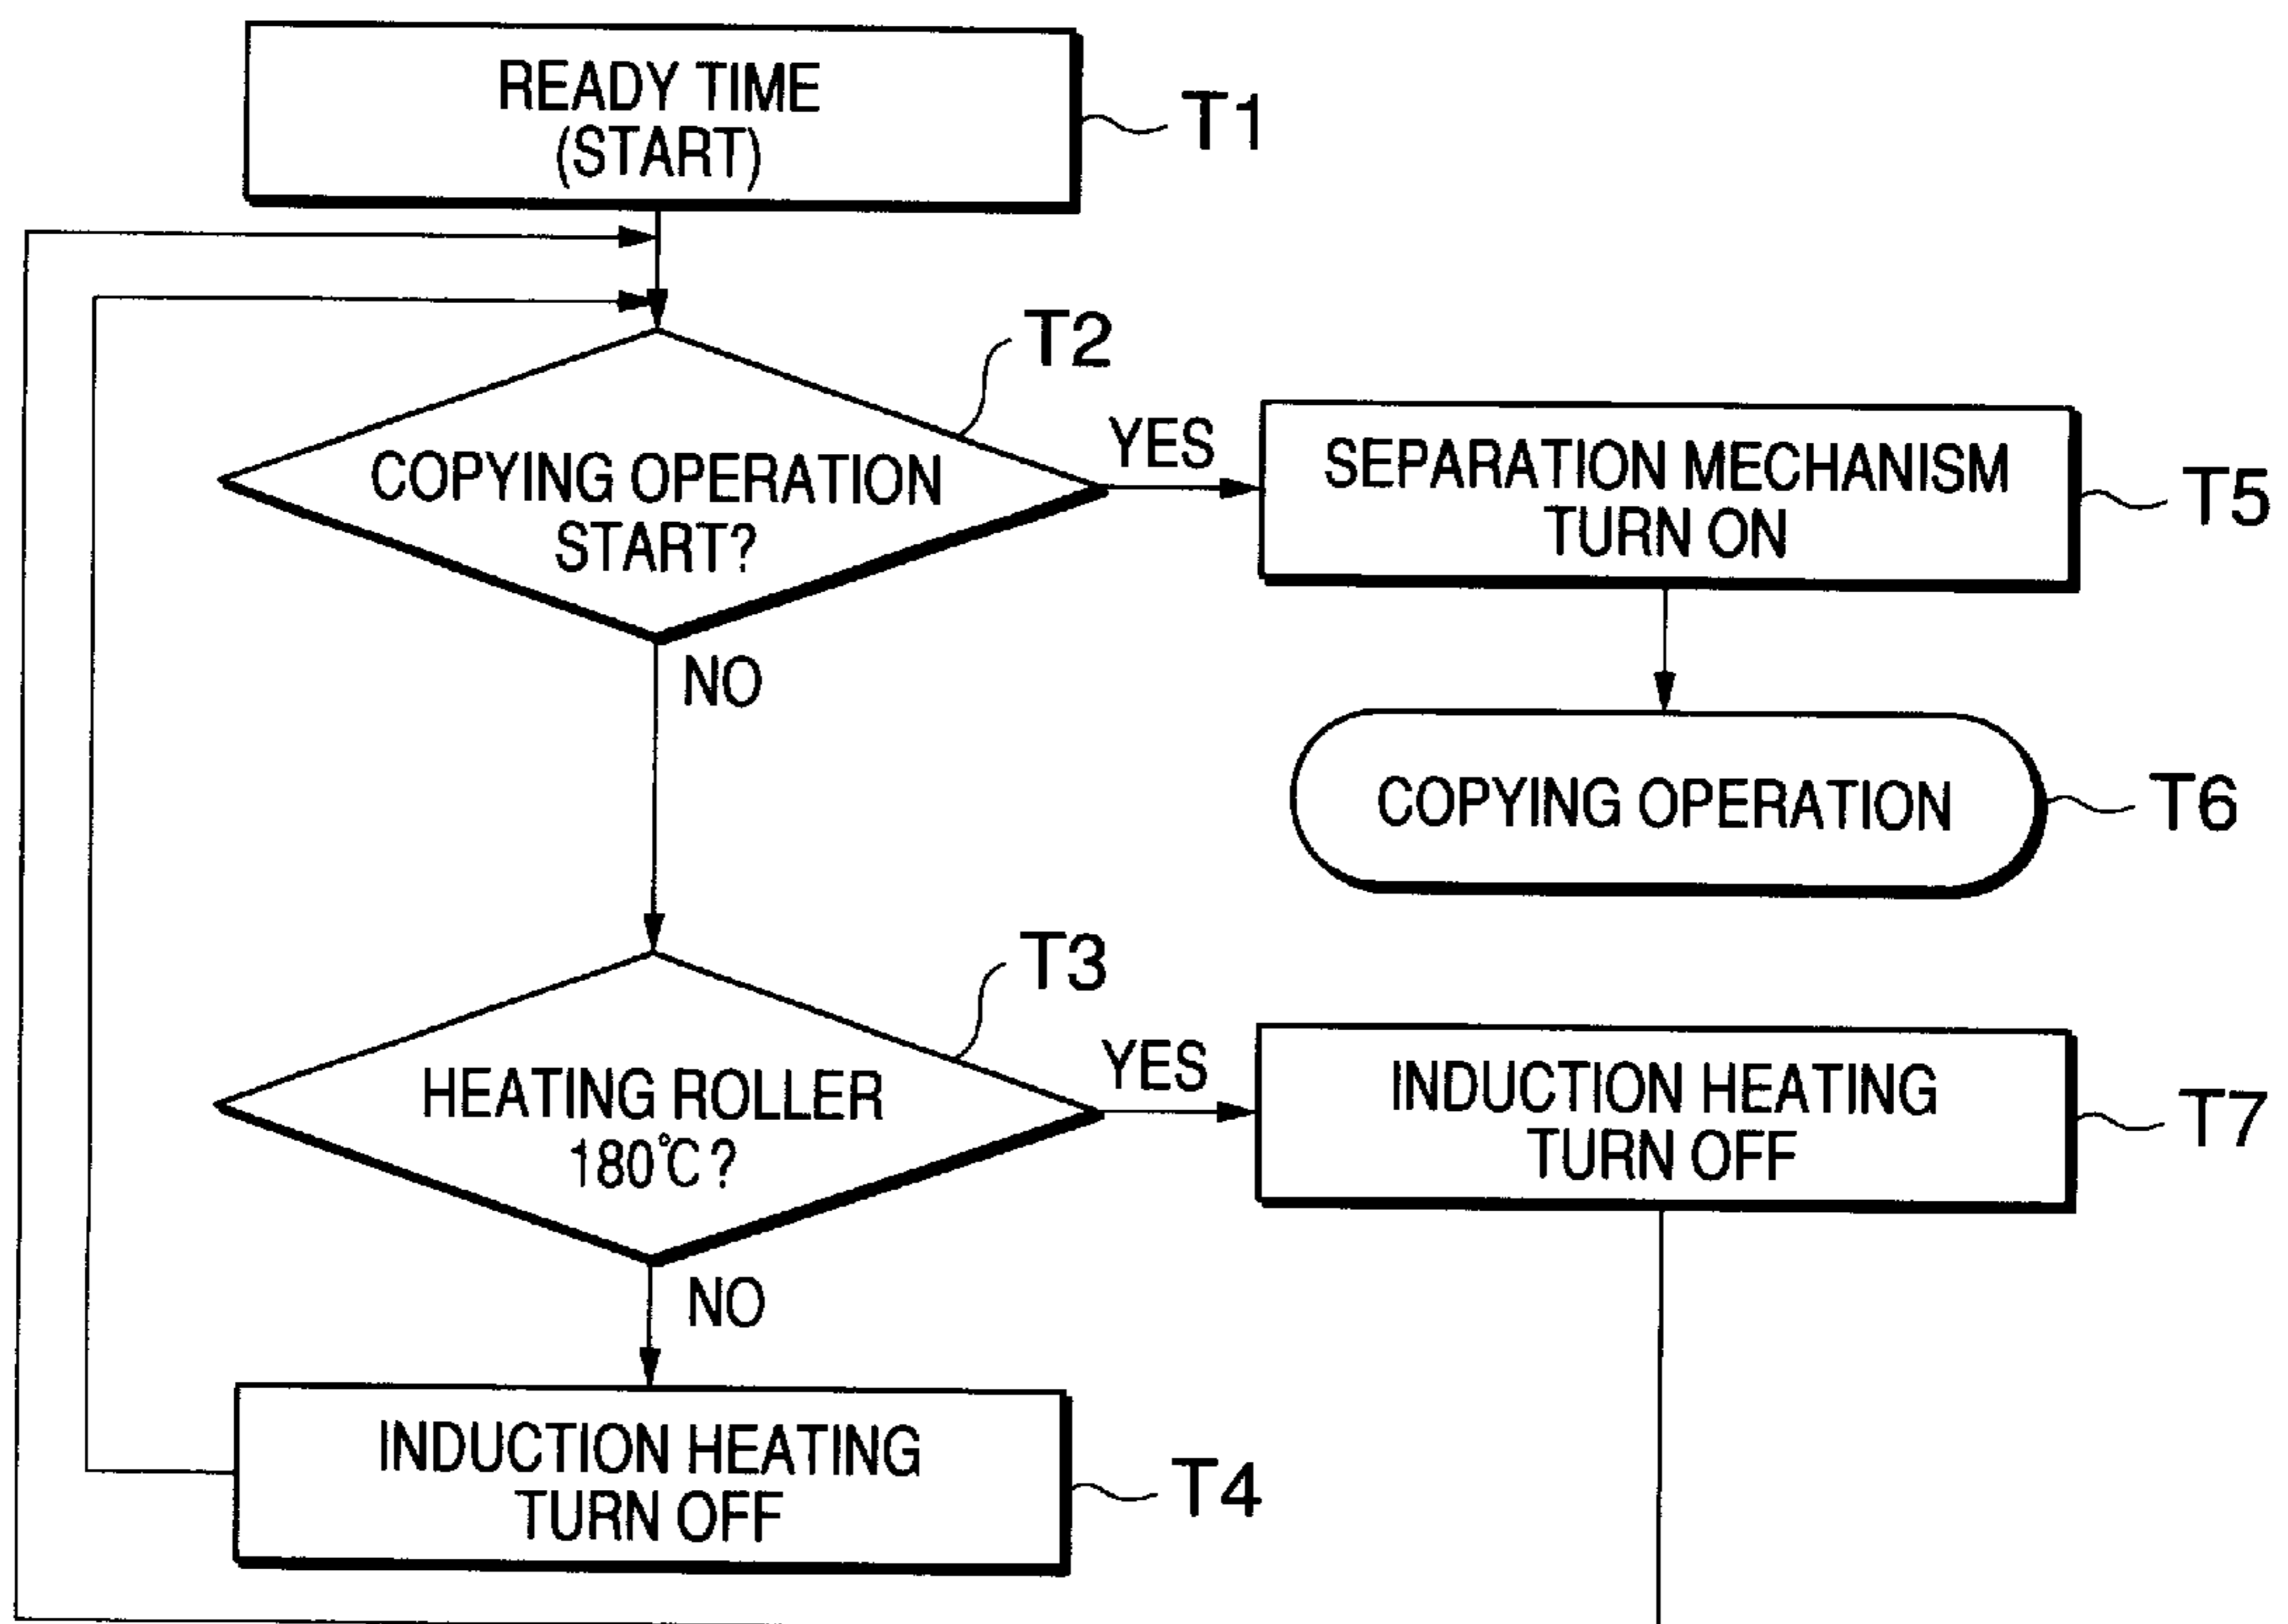 READY TIME
(START)
T1
T2
COPYING OPERATION
START?
YES
SEPARATION MECHANISM
TURN ON
T5
NO
COPYING OPERATION
T6
T3
HEATING ROLLER
180°C?
YES
INDUCTION HEATING
TURN OFF
T7
NO
INDUCTION HEATING
TURN OFF
T4